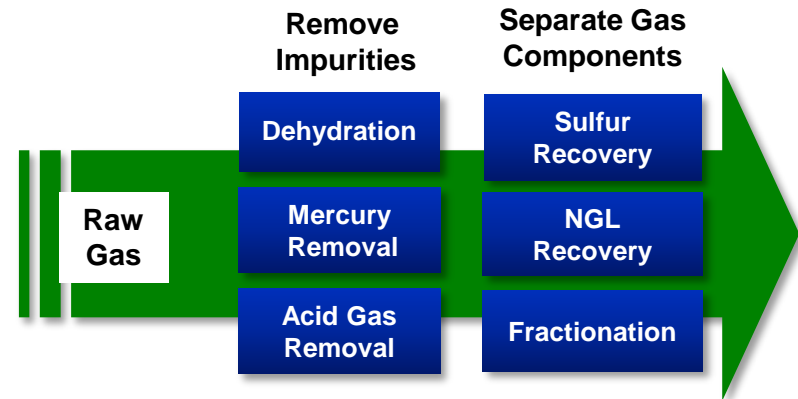 Remove
Impurities
Separate Gas
Components
Raw
Gas
Dehydration
Mercury
Removal
Acid Gas
Removal
Sulfur
Recovery
NGL
Recovery
Fractionation